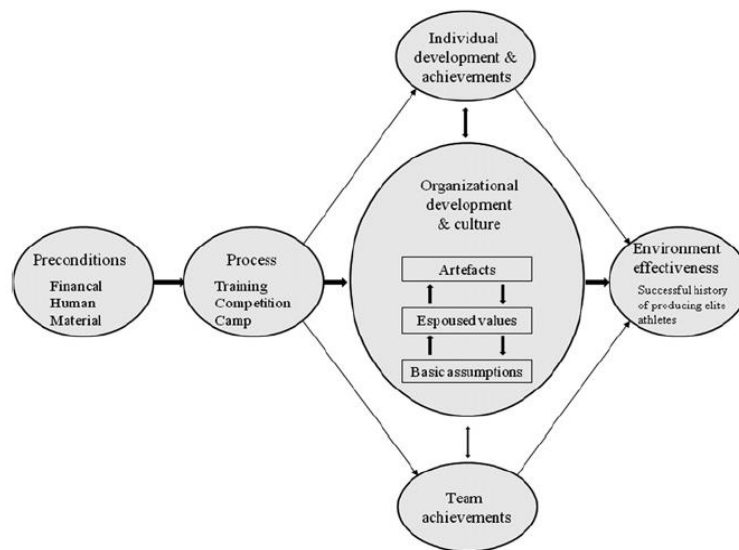 Individual
development &
achievements
Organizational
development
& culture
Artefacts
Espoused values
Basic assumptions
Preconditions
Financal
Human
Material
Process
Training
Competition
Camp
Environment
effectiveness
Successful history
of producing elite
athletes
Team
achievements